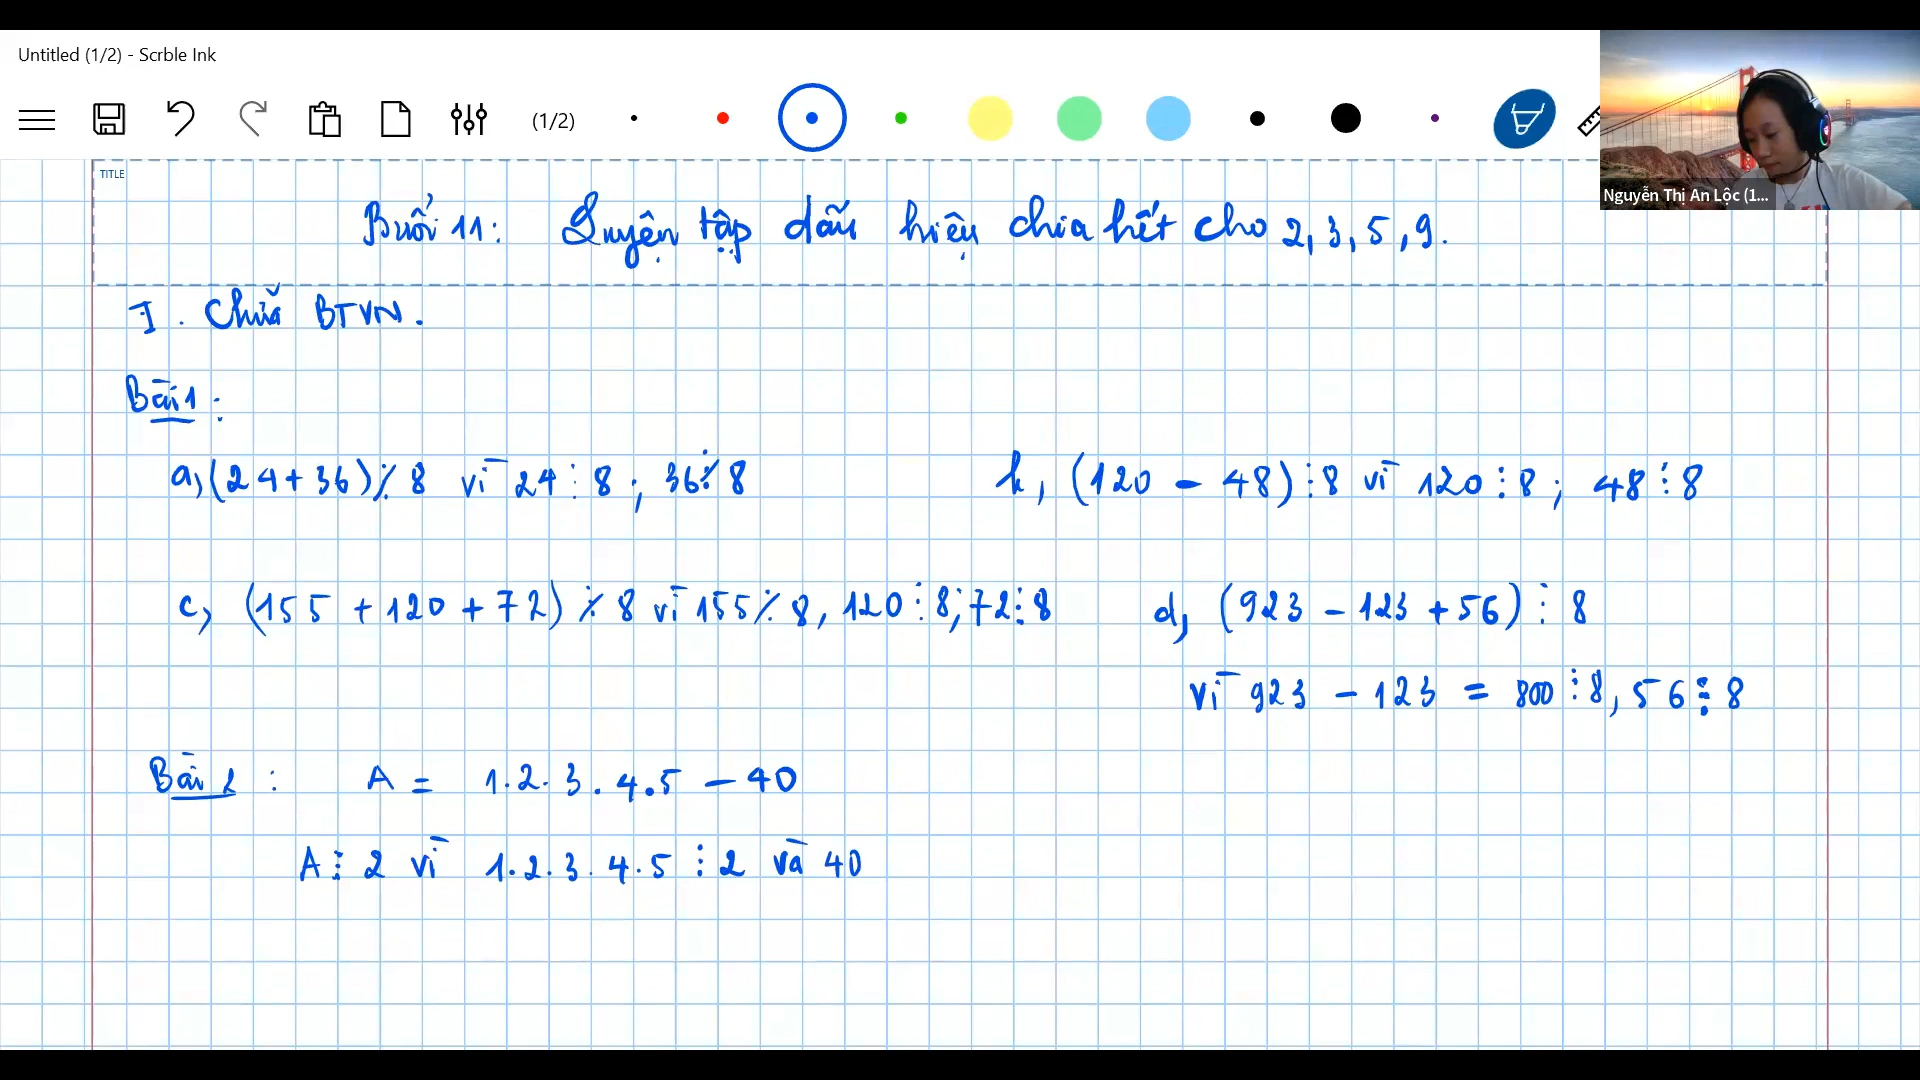 Untitled (1/2) - Scrble Ink
(1/2)
Nguyễn Thị An Lộc (1...
TITLE
Buổi 11: Luyện tập dấu hiệu chia hết cho 2, 3, 5, 9.
I. Chữa BTVN.
Bài 1:
a, (24+36) ⋮̸ 8 vì 24 ⋮ 8 ; 36 ⋮̸ 8
b, (120 - 48) ⋮ 8 vì 120 ⋮ 8 ; 48 ⋮ 8
c, (155 + 120 + 72) ⋮̸ 8 vì 155 ⋮̸ 8, 120 ⋮ 8; 72 ⋮ 8
d, (923 - 123 + 56) ⋮ 8
vì 923 - 123 = 800 ⋮ 8, 56 ⋮ 8
Bài 2 : A = 1.2.3.4.5 - 40
A ⋮ 2 vì 1.2.3.4.5 ⋮ 2 và 40